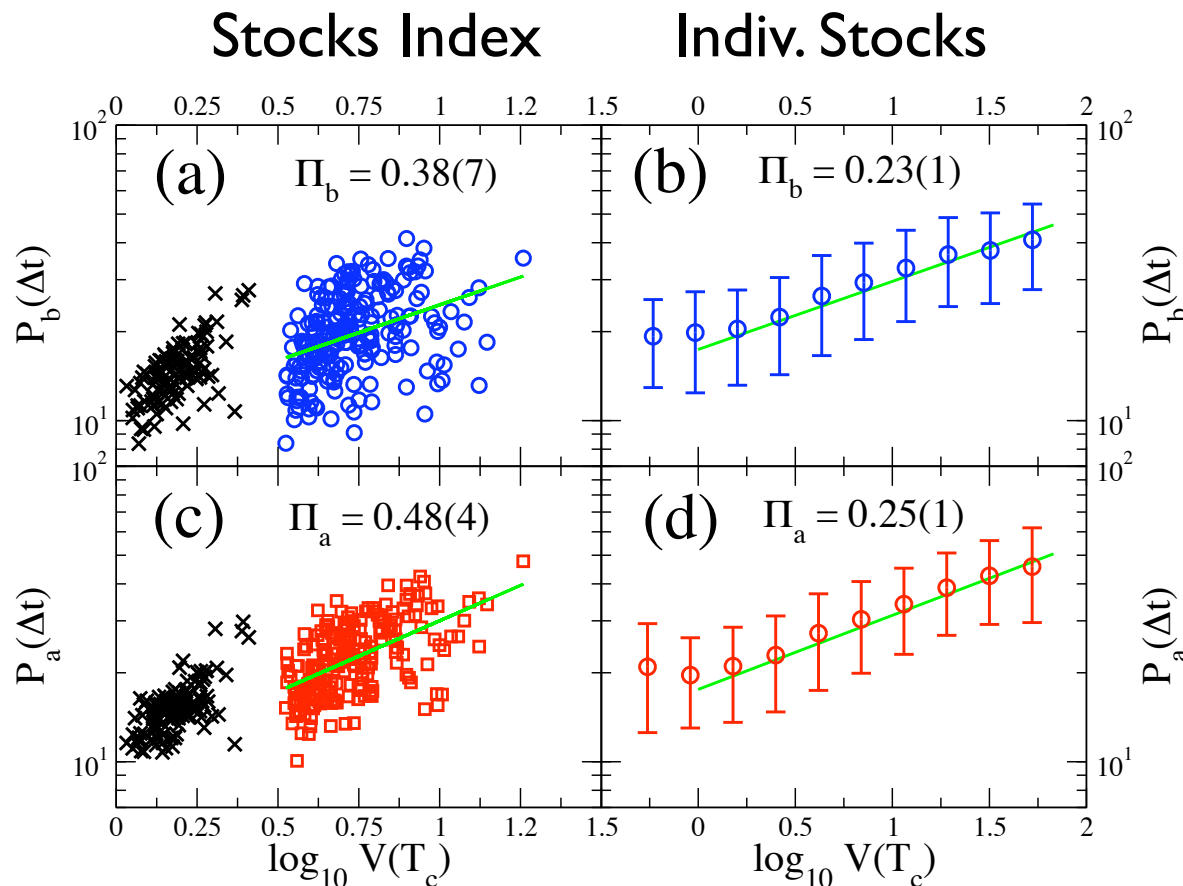 Stocks Index Indiv. Stocks
0 0.25 0.5 0.75 1 1.2 1.5 0 0.5 1 1.5 2
10^2 10^2
(a) Π_b = 0.38(7) (b) Π_b = 0.23(1)
P_b(Δt) P_b(Δt)
10^1 10^1
10^2 10^2
(c) Π_a = 0.48(4) (d) Π_a = 0.25(1)
P_a(Δt) P_a(Δt)
10^1 10^1
0 0.25 0.5 0.75 1 1.2 1.5 0 0.5 1 1.5 2
log_10 V(T_c) log_10 V(T_c)